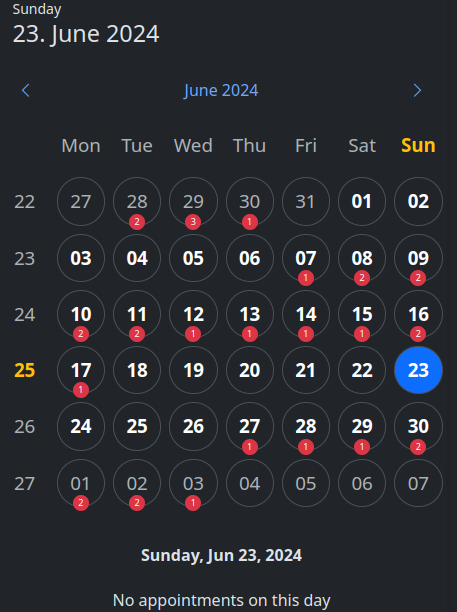 Sunday
23. June 2024
June 2024
Mon Tue Wed Thu Fri Sat Sun
22 27 28 29 30 31 01 02
2 3 1
23 03 04 05 06 07 08 09
1 2 2
24 10 11 12 13 14 15 16
2 2 1 1 1 1 2
25 17 18 19 20 21 22 23
1
26 24 25 26 27 28 29 30
1 1 1 2
27 01 02 03 04 05 06 07
2 2 1
Sunday, Jun 23, 2024
No appointments on this day